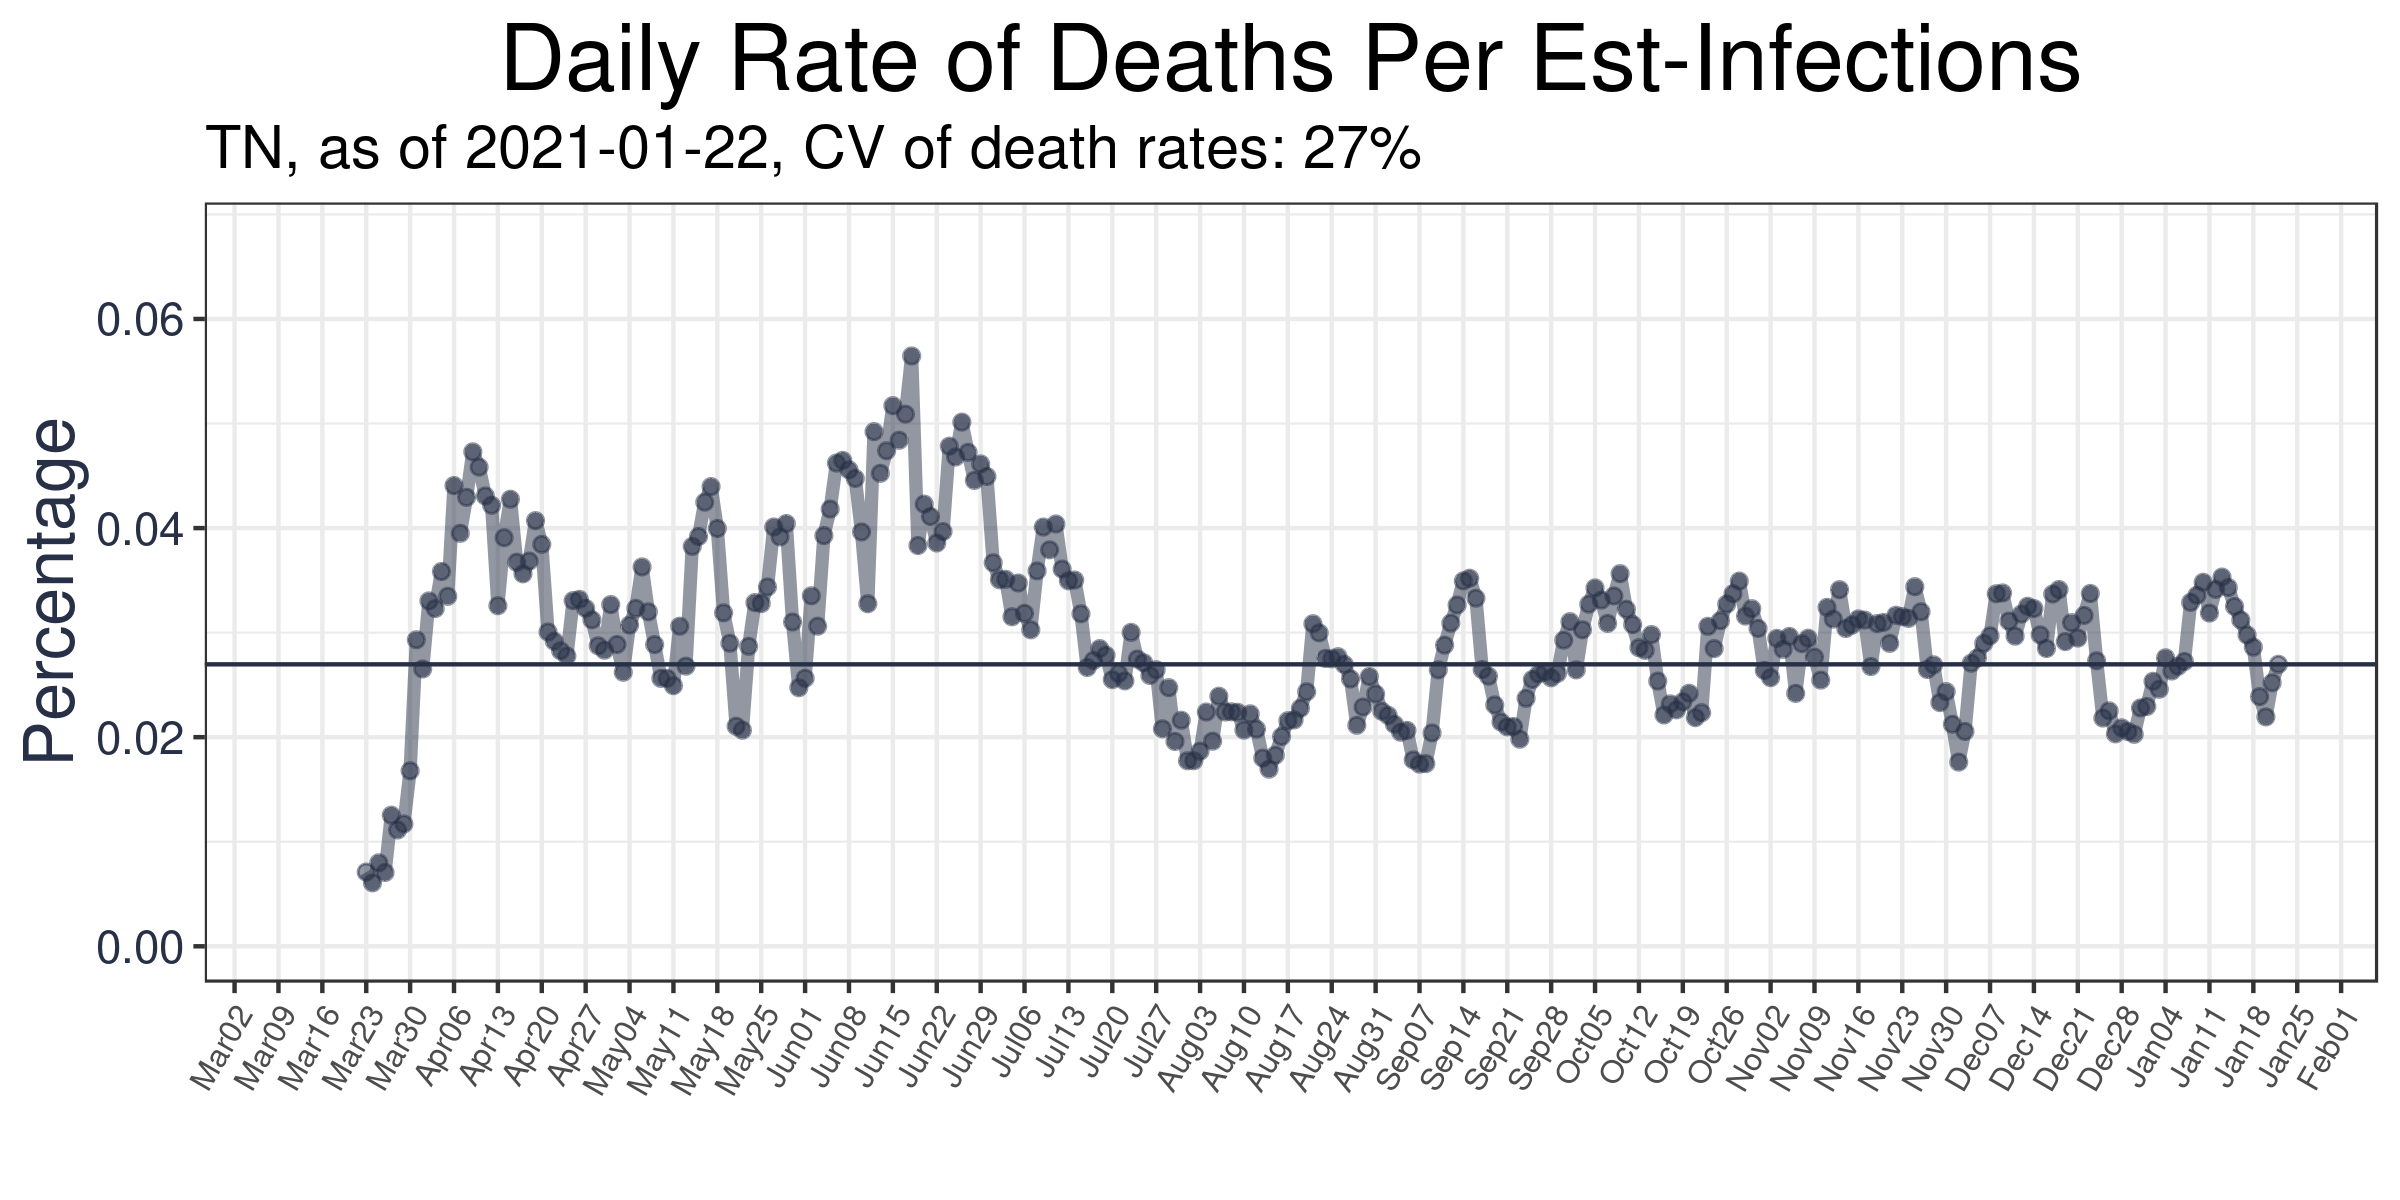 Daily Rate of Deaths Per Est-Infections
TN, as of 2021-01-22, CV of death rates: 27%
Percentage
0.06
0.04
0.02
0.00
Mar02
Mar09
Mar16
Mar23
Mar30
Apr06
Apr13
Apr20
Apr27
May04
May11
May18
May25
Jun01
Jun08
Jun15
Jun22
Jun29
Jul06
Jul13
Jul20
Jul27
Aug03
Aug10
Aug17
Aug24
Aug31
Sep07
Sep14
Sep21
Sep28
Oct05
Oct12
Oct19
Oct26
Nov02
Nov09
Nov16
Nov23
Nov30
Dec07
Dec14
Dec21
Dec28
Jan04
Jan11
Jan18
Jan25
Feb01